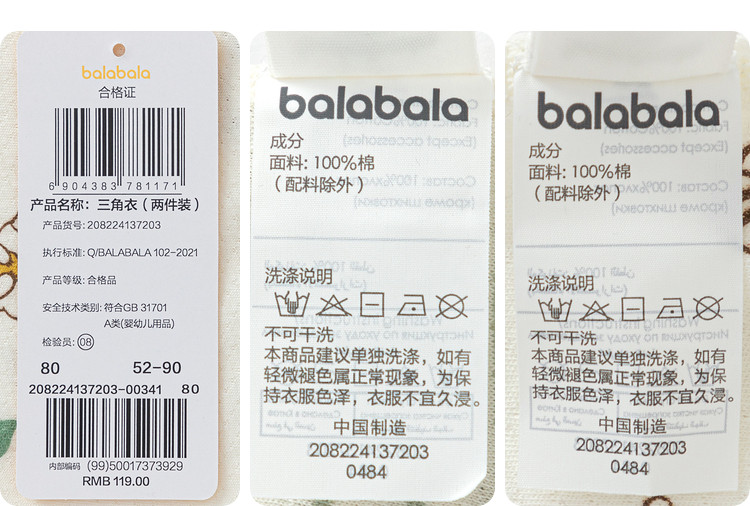 balabala
合格证
6 904383 781171
产品名称：三角衣（两件装）
产品货号：208224137203
执行标准：Q/BALABALA 102-2021
产品等级：合格品
安全技术类别：符合GB 31701
A类(婴幼儿用品)
检验员：08
80 52-90
208224137203-00341 80
内部编码 (99)50017373929
RMB 119.00
balabala
成分
面料：100%棉
（配料除外）
洗涤说明
不可干洗
本商品建议单独洗涤，如有
轻微褪色属正常现象，为保
持衣服色泽，衣服不宜久浸。
中国制造
208224137203
0484
balabala
成分
面料：100%棉
（配料除外）
洗涤说明
不可干洗
本商品建议单独洗涤，如有
轻微褪色属正常现象，为保
持衣服色泽，衣服不宜久浸。
中国制造
208224137203
0484